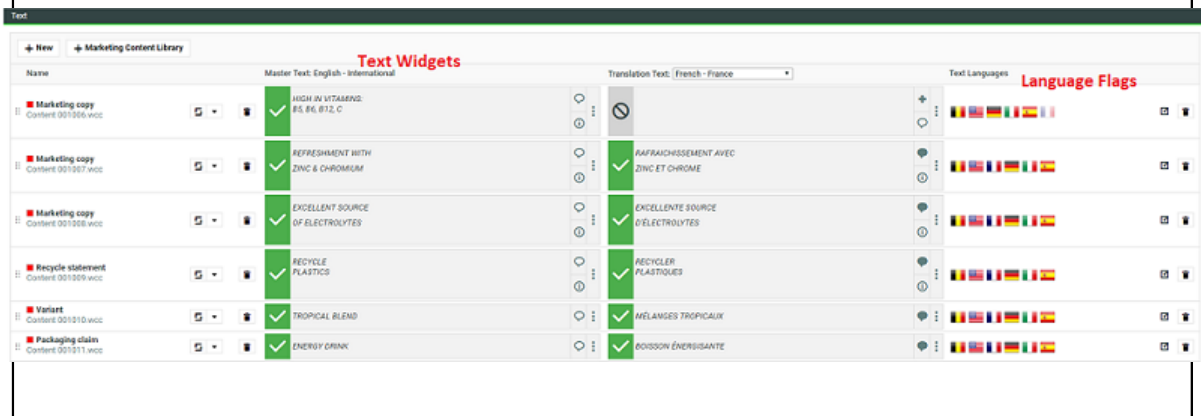 Text
New
Marketing Content Library
Text Widgets
Language Flags
Name
Master Text: English - International
Translation Text: French - France
Text Languages
Marketing copy
Content 001006.wcc
HIGH IN VITAMINS:
B5, B6, B12, C
Marketing copy
Content 001007.wcc
REFRESHMENT WITH
ZINC & CHROMIUM
RAFRAICHISSEMENT AVEC
ZINC ET CHROME
Marketing copy
Content 001008.wcc
EXCELLENT SOURCE
OF ELECTROLYTES
EXCELLENTE SOURCE
D'ÉLECTROLYTES
Recycle statement
Content 001009.wcc
RECYCLE
PLASTICS
RECYCLER
PLASTIQUES
Variant
Content 001010.wcc
TROPICAL BLEND
MÉLANGES TROPICAUX
Packaging claim
Content 001011.wcc
ENERGY DRINK
BOISSON ÉNERGISANTE